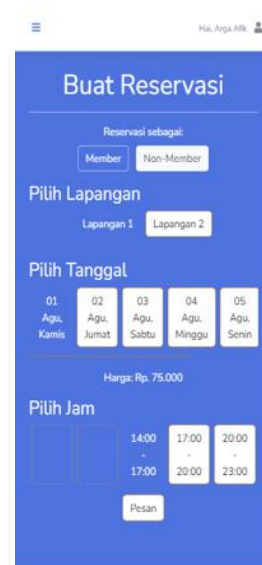 Hai, Arga Afik
Buat Reservasi
Reservasi sebagai:
Member Non-Member
Pilih Lapangan
Lapangan 1 Lapangan 2
Pilih Tanggal
01 02 03 04 05
Agu, Agu, Agu, Agu, Agu,
Kamis Jumat Sabtu Minggu Senin
Harga: Rp. 75.000
Pilih Jam
14:00 17:00 20:00
- - -
17:00 20:00 23:00
Pesan